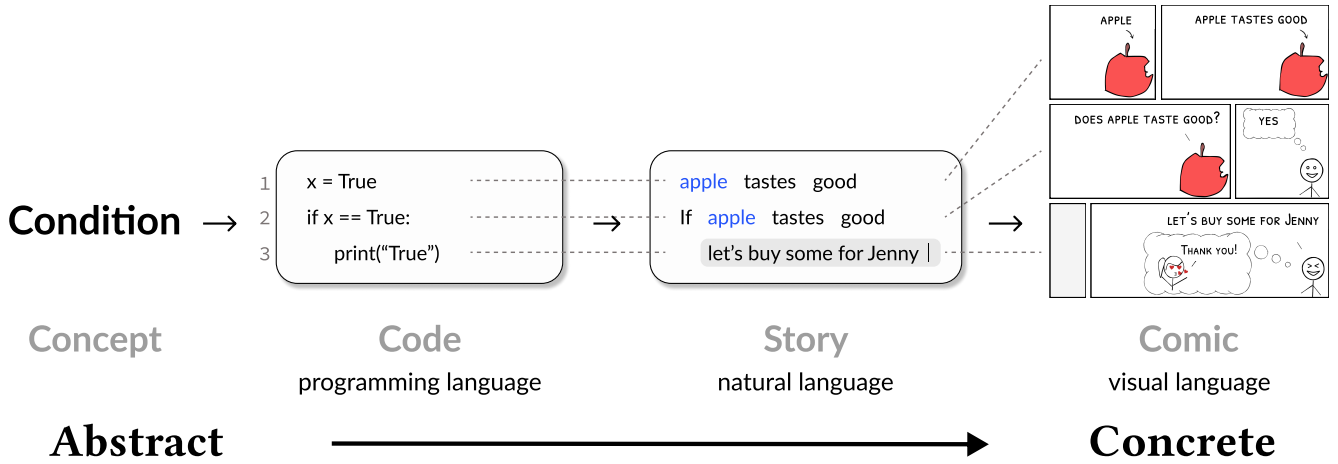 Condition
1 x = True
2 if x == True:
3 print(“True”)
apple tastes good
If apple tastes good
let’s buy some for Jenny
APPLE
APPLE TASTES GOOD
DOES APPLE TASTE GOOD?
YES
LET'S BUY SOME FOR JENNY
THANK YOU!
Concept
Code
Story
Comic
programming language
natural language
visual language
Abstract
Concrete